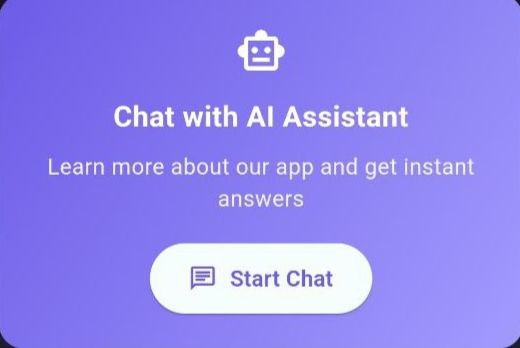 Chat with AI Assistant
Learn more about our app and get instant
answers
Start Chat